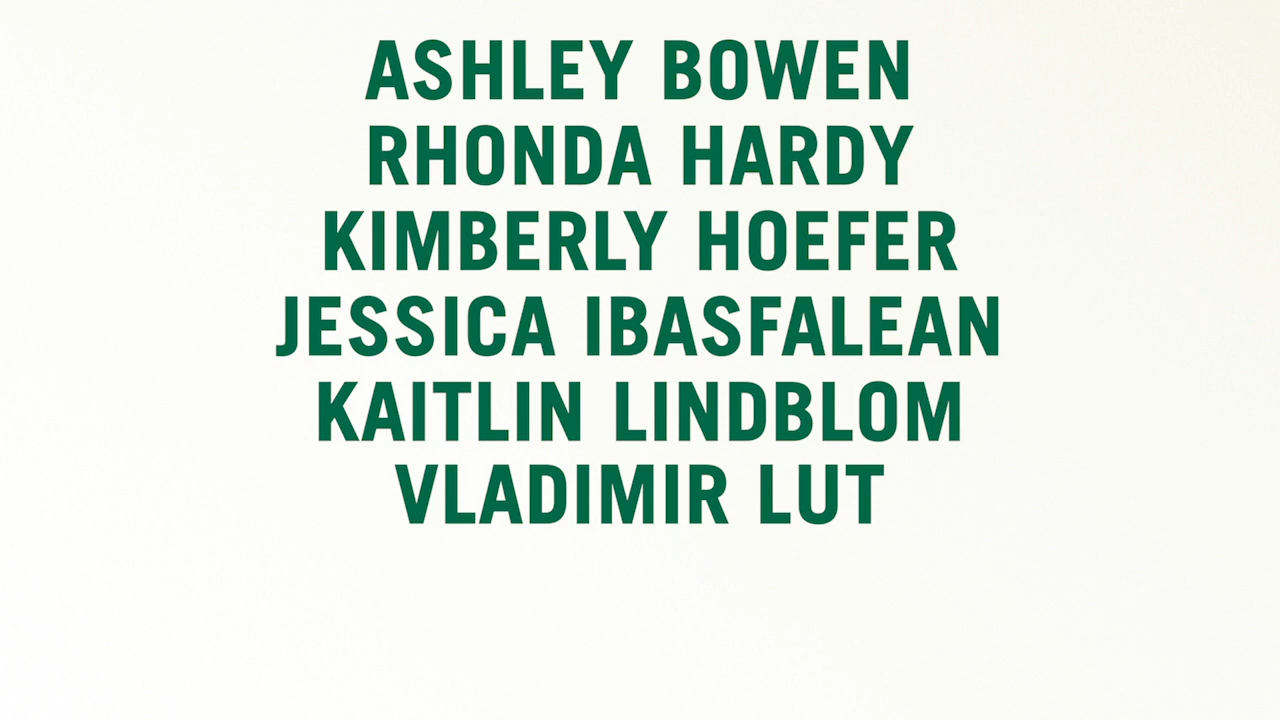 ASHLEY BOWEN
RHONDA HARDY
KIMBERLY HOEFER
JESSICA IBASFALEAN
KAITLIN LINDBLOM
VLADIMIR LUT